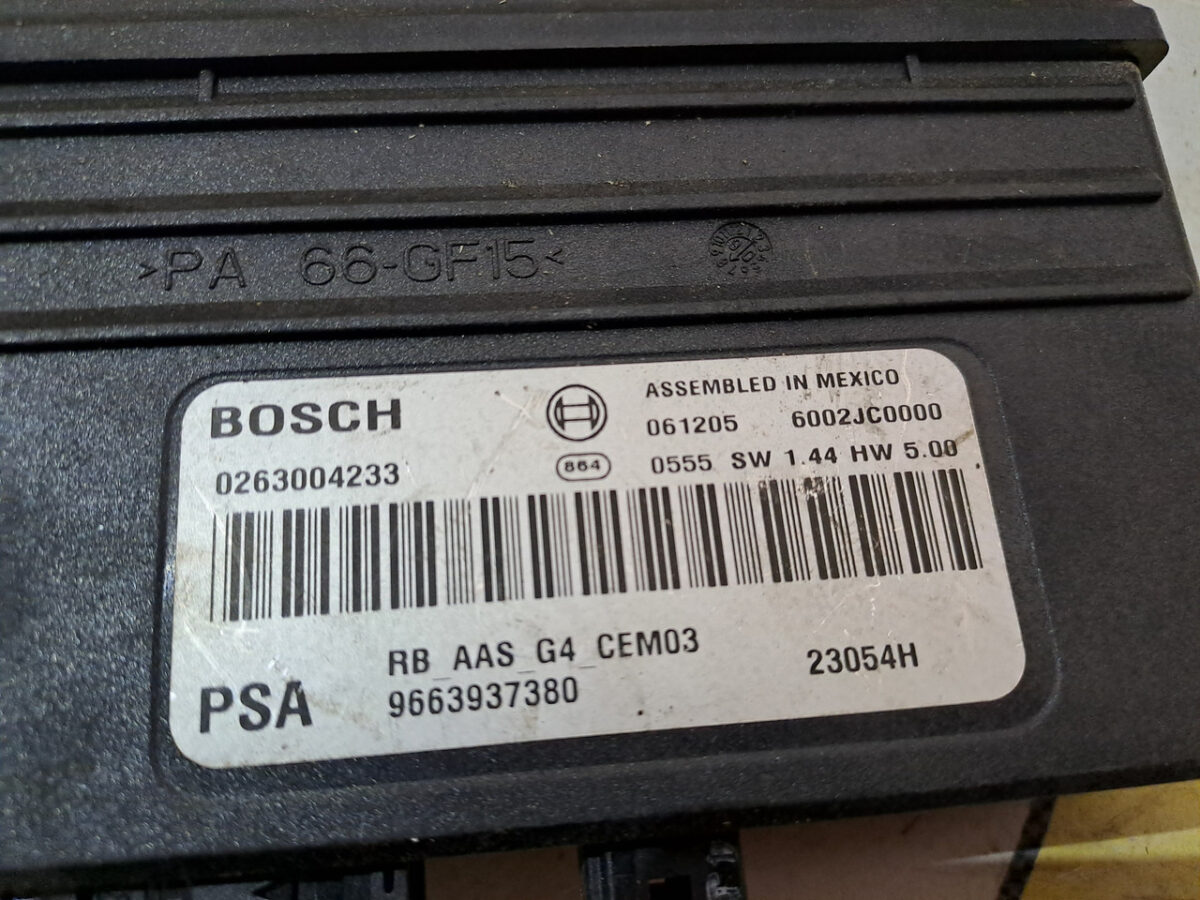 >PA 66-GF15<
BOSCH
ASSEMBLED IN MEXICO
061205 6002JC0000
0263004233
864
0555 SW 1.44 HW 5.00
RB_AAS_G4_CEM03
23054H
PSA
9663937380